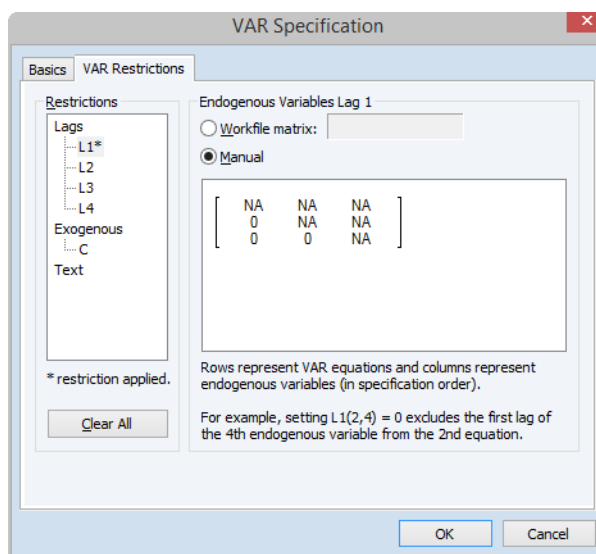 VAR Specification
Basics
VAR Restrictions
Restrictions
Lags
L1*
L2
L3
L4
Exogenous
C
Text
* restriction applied.
Clear All
Endogenous Variables Lag 1
Workfile matrix:
Manual
NA NA NA
0 NA NA
0 0 NA
Rows represent VAR equations and columns represent
endogenous variables (in specification order).
For example, setting L1(2,4) = 0 excludes the first lag of
the 4th endogenous variable from the 2nd equation.
OK
Cancel